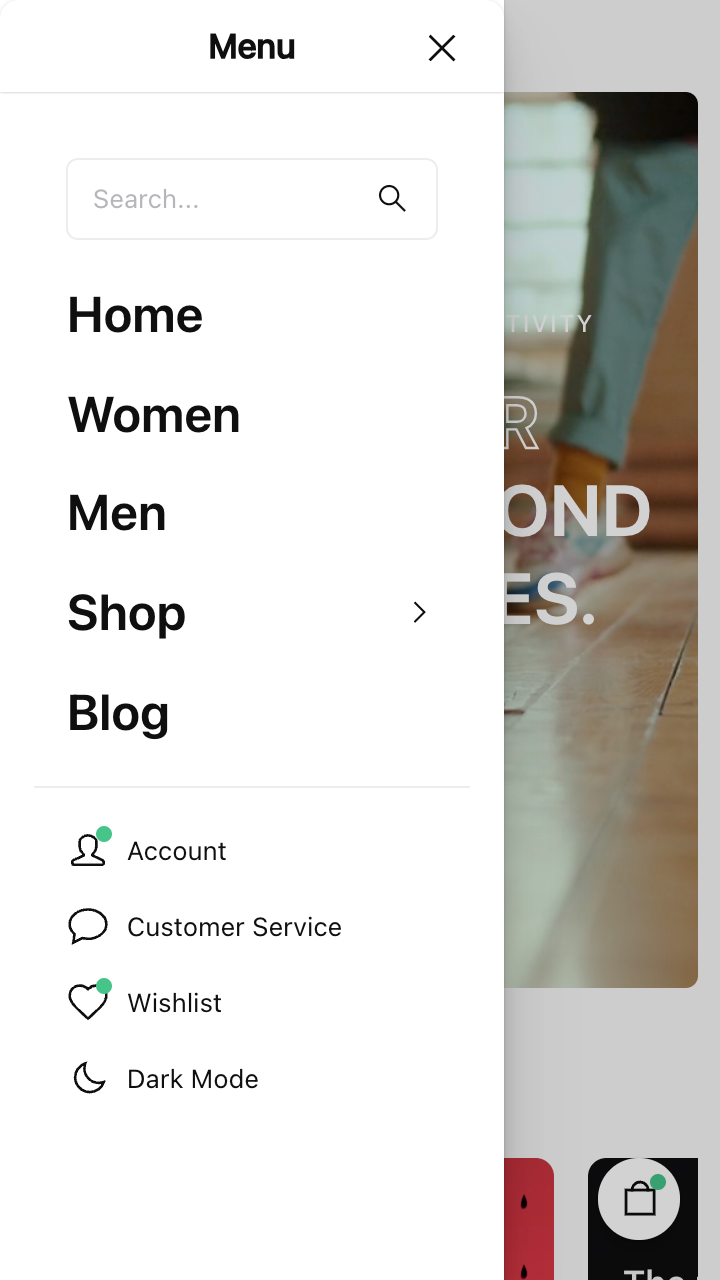 Menu
Search...
Home
Women
Men
Shop
Blog
Account
Customer Service
Wishlist
Dark Mode
TIVITY
R
OND
ES.
The